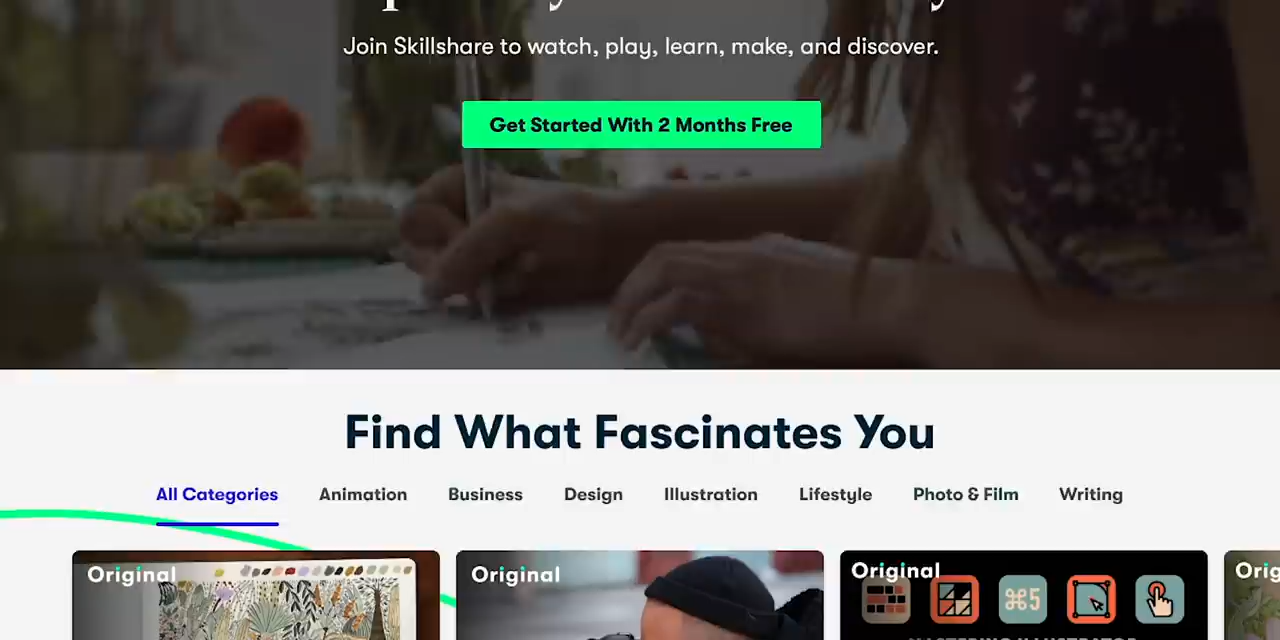 Join Skillshare to watch, play, learn, make, and discover.
Get Started With 2 Months Free
Find What Fascinates You
All Categories Animation Business Design Illustration Lifestyle Photo & Film Writing
Original Original Original
⌘5